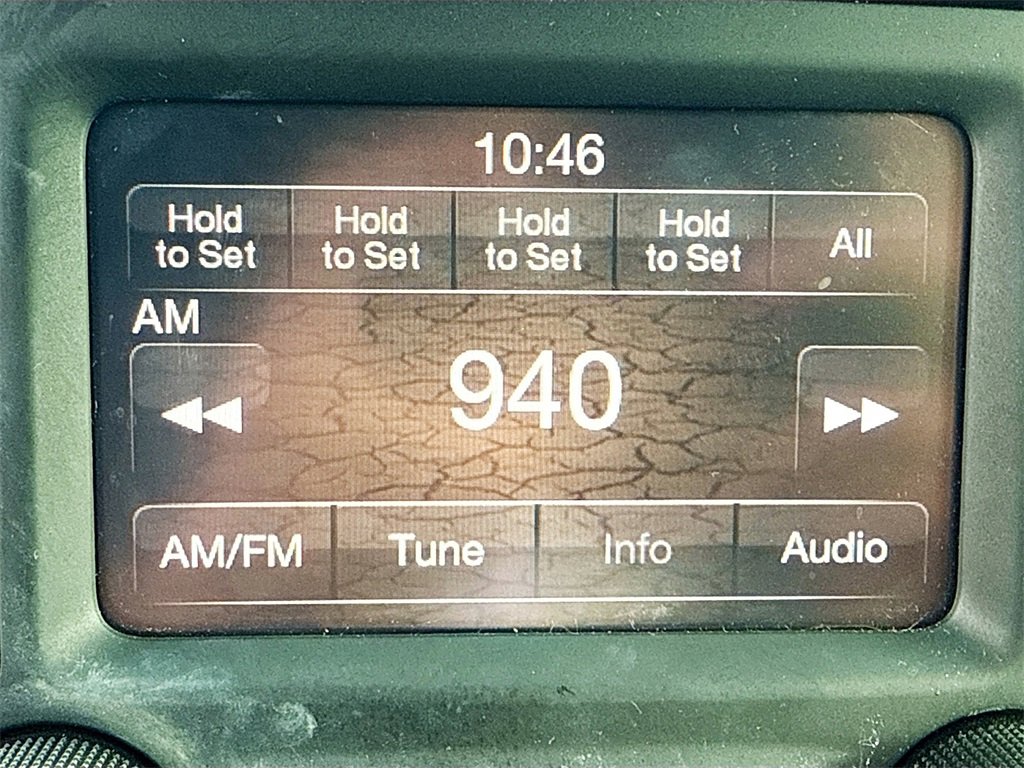 10:46
Hold to Set Hold to Set Hold to Set Hold to Set All
AM
940
AM/FM Tune Info Audio